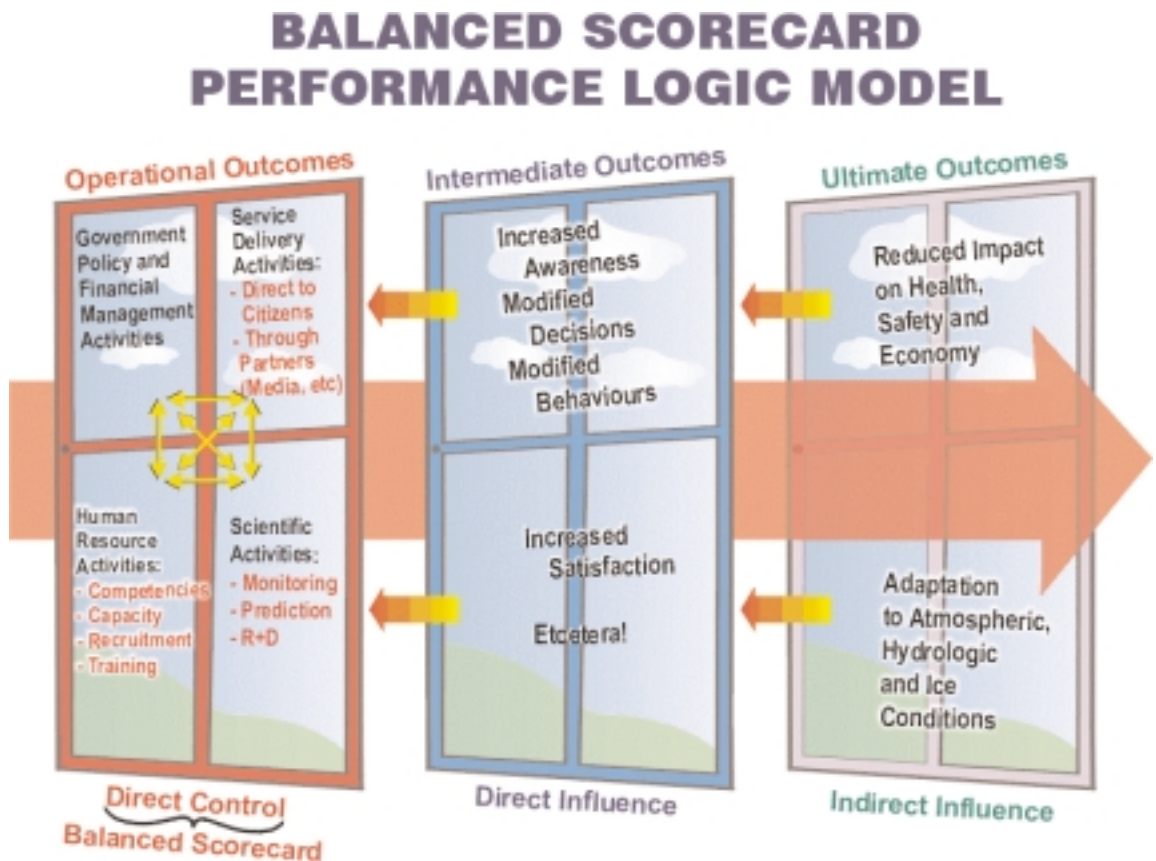 BALANCED SCORECARD
PERFORMANCE LOGIC MODEL
Operational Outcomes
Government
Policy and
Financial
Management
Activities
Service
Delivery
Activities:
- Direct to
Citizens
- Through
Partners
(Media, etc)
Human
Resource
Activities:
- Competencies
- Capacity
- Recruitment
- Training
Scientific
Activities:
- Monitoring
- Prediction
- R+D
Direct Control
Balanced Scorecard
Intermediate Outcomes
Increased
Awareness
Modified
Decisions
Modified
Behaviours
Increased
Satisfaction
Etcetera!
Direct Influence
Ultimate Outcomes
Reduced Impact
on Health,
Safety and
Economy
Adaptation
to Atmospheric,
Hydrologic
and Ice
Conditions
Indirect Influence